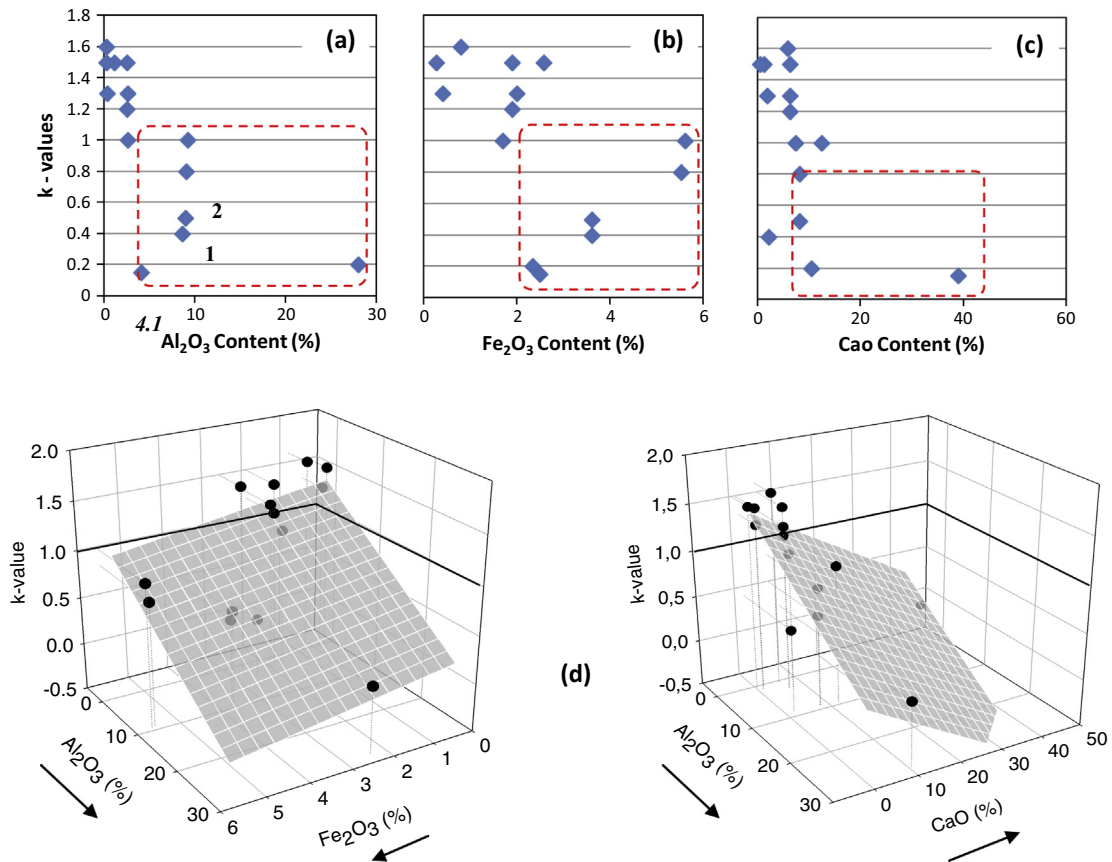 (a)
(b)
(c)
k - values
1.6
1.4
1.2
1
0.8
0.6
0.4
0.2
0
2
1
4.1
0 10 20 30
0 2 4 6
0 20 40 60
Al2O3 Content (%)
Fe2O3 Content (%)
Cao Content (%)
1.8
k-value
2.0
1.5
1.0
0.5
0.0
-0.5
0
10
20
30
Al2O3 (%)
6
5
4
3
2
1
0
Fe2O3 (%)
(d)
k-value
2,0
1.5
1.0
0.5
0.0
-0.5
0
10
20
30
Al2O3 (%)
0
10
20
30
40
50
CaO (%)